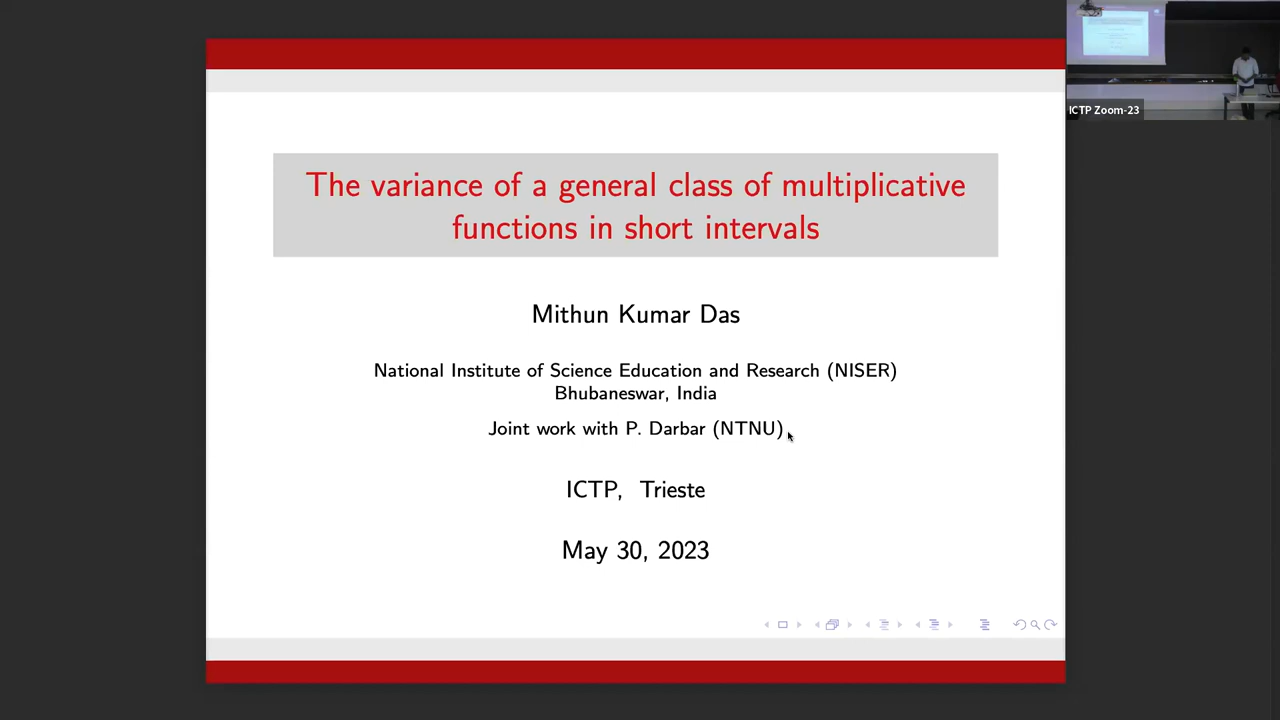 The variance of a general class of multiplicative
functions in short intervals
Mithun Kumar Das
National Institute of Science Education and Research (NISER)
Bhubaneswar, India
Joint work with P. Darbar (NTNU)
ICTP, Trieste
May 30, 2023
ICTP Zoom-23